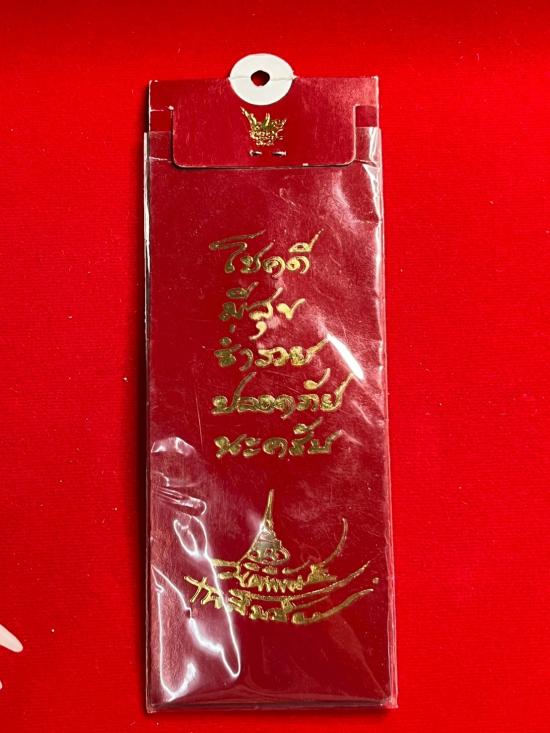 โชคดี
มีสุข
ร่ำรวย
ปลอดภัย
นะครับ